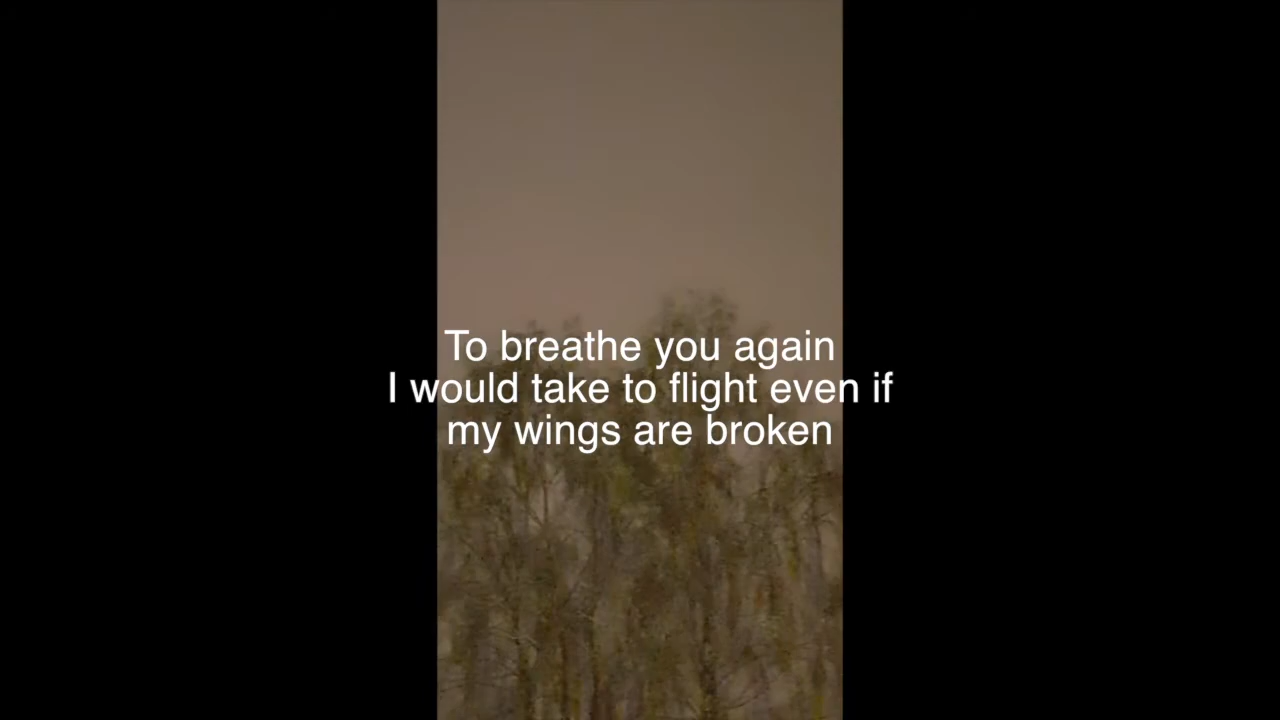 To breathe you again
I would take to flight even if
my wings are broken